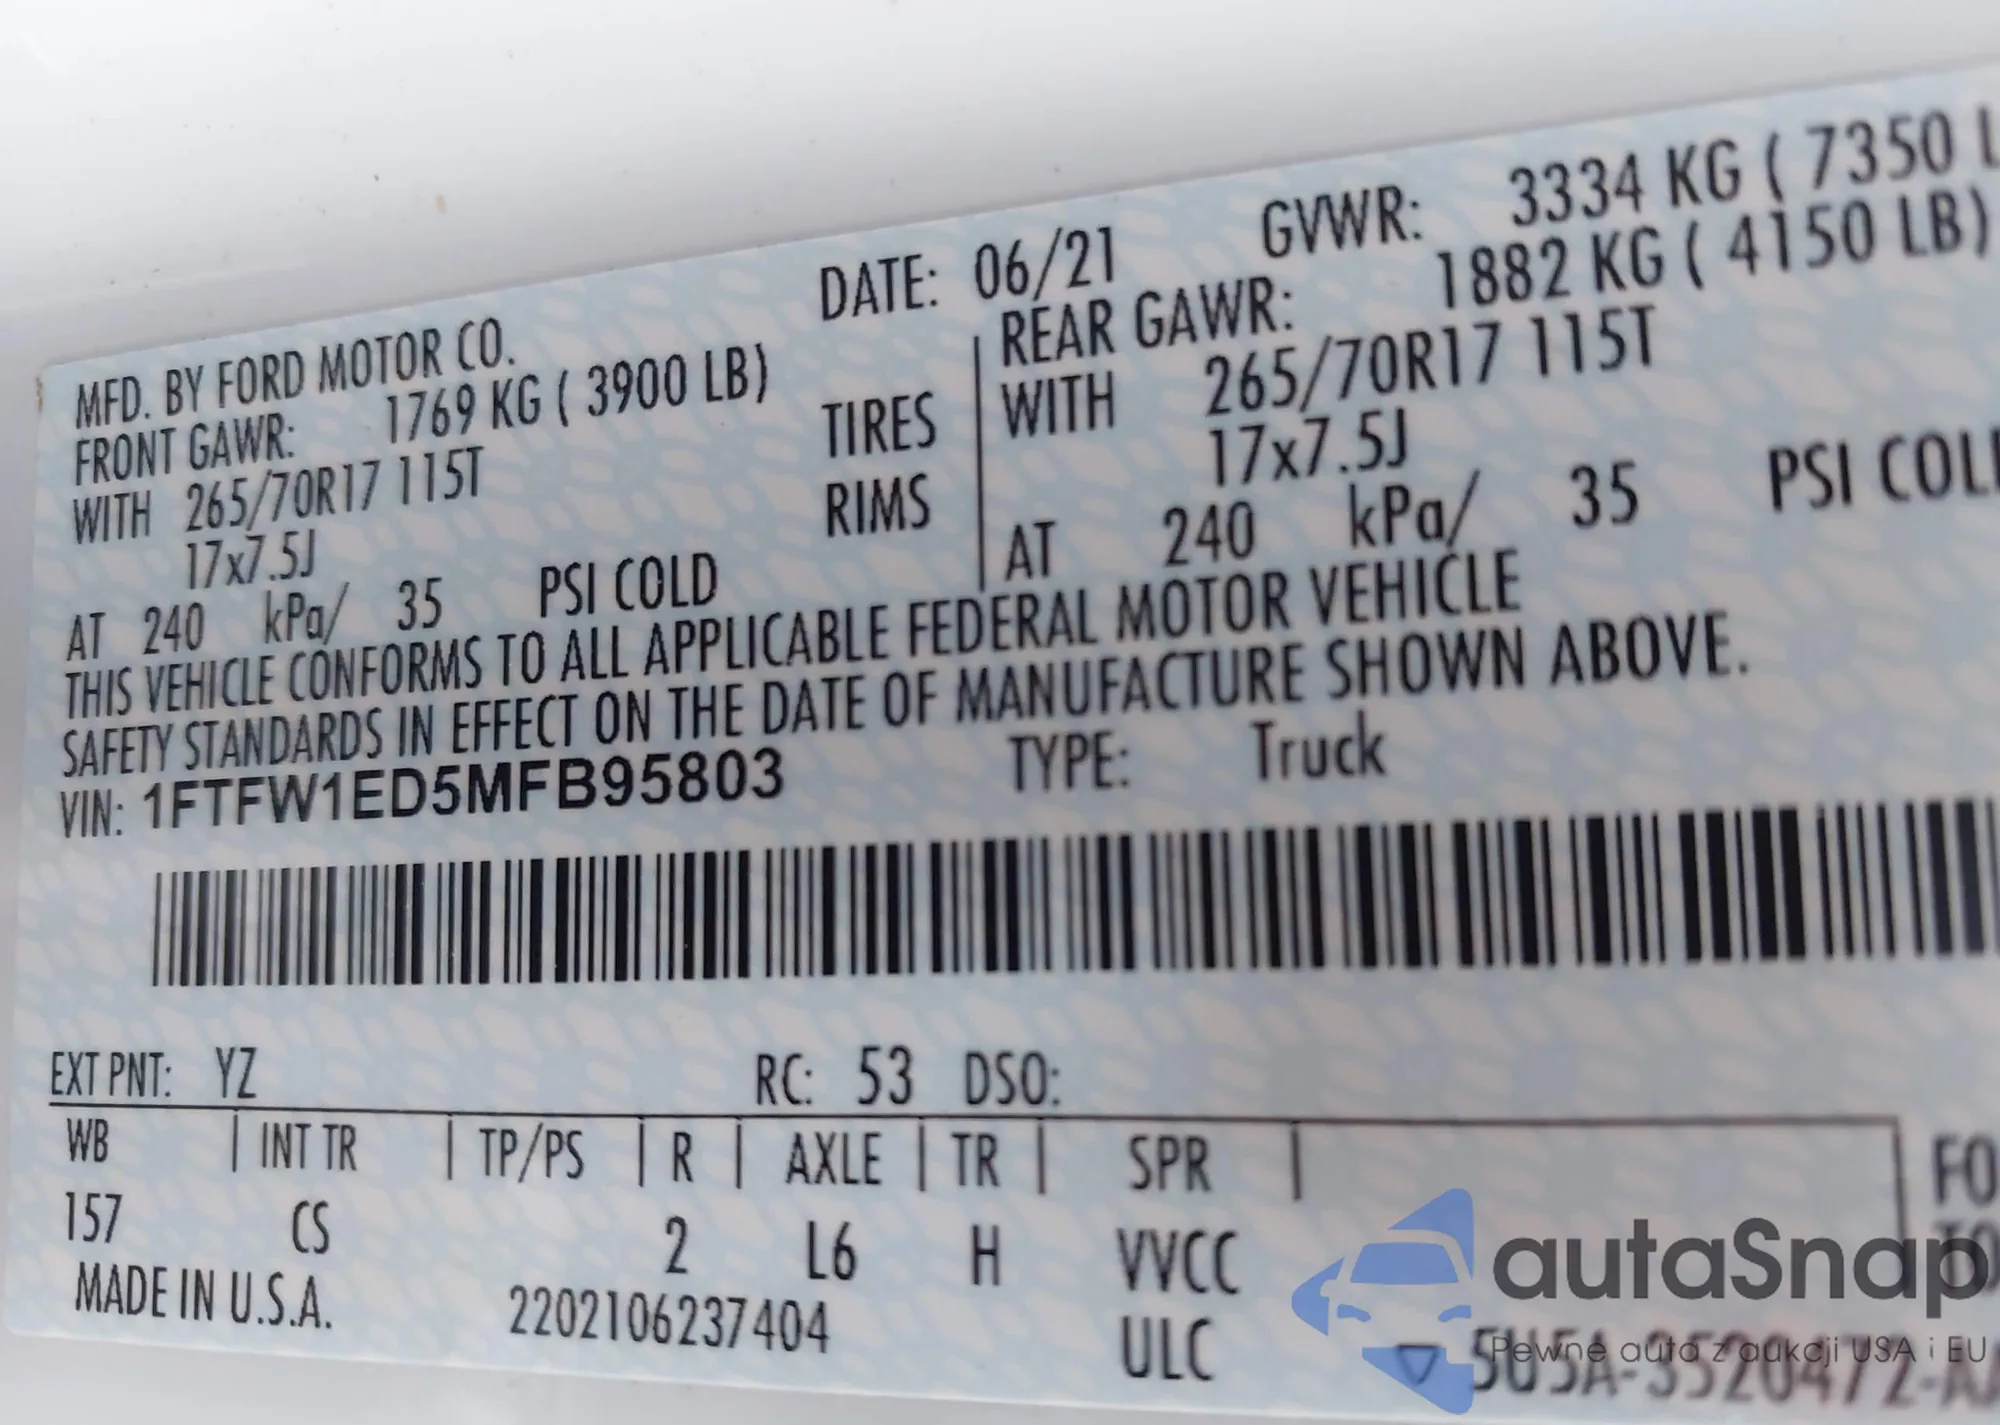 DATE: 06/21 GVWR: 3334 KG ( 7350 L
MFD. BY FORD MOTOR CO.
FRONT GAWR: 1769 KG ( 3900 LB)
WITH 265/70R17 115T TIRES
17x7.5J RIMS
AT 240 kPa/ 35 PSI COLD
REAR GAWR: 1882 KG ( 4150 LB)
WITH 265/70R17 115T
17x7.5J
AT 240 kPa/ 35 PSI COL
THIS VEHICLE CONFORMS TO ALL APPLICABLE FEDERAL MOTOR VEHICLE
SAFETY STANDARDS IN EFFECT ON THE DATE OF MANUFACTURE SHOWN ABOVE.
VIN: 1FTFW1ED5MFB95803 TYPE: Truck
EXT PNT: YZ RC: 53 DSO:
WB | INT TR | TP/PS | R | AXLE | TR | SPR | FO
157 CS 2 L6 H VVCC TO
MADE IN U.S.A. 2202106237404 ULC
5U5A-3520472-A
autaSnap
Pewne auta z aukcji USA i EU